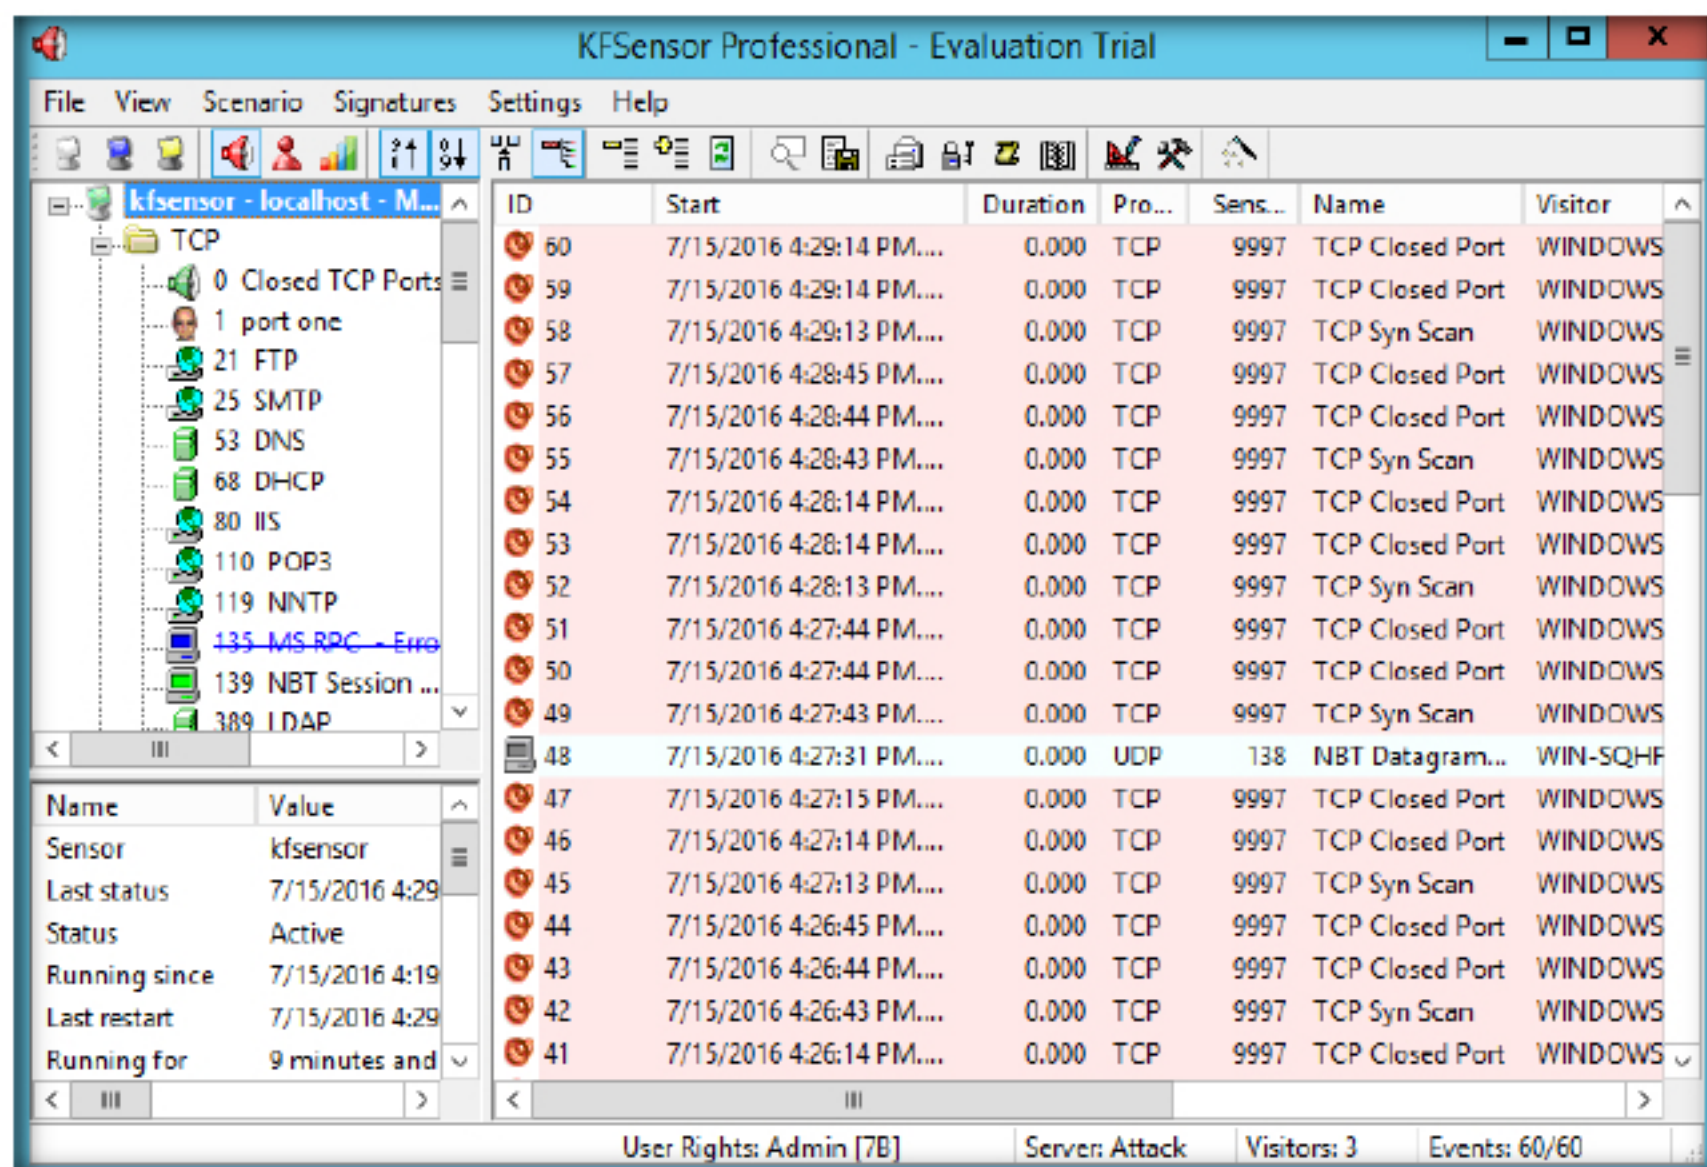 KFSensor Professional - Evaluation Trial
File View Scenario Signatures Settings Help
kfsensor - localhost - M...
TCP
0 Closed TCP Ports
1 port one
21 FTP
25 SMTP
53 DNS
68 DHCP
80 IIS
110 POP3
119 NNTP
135 MS RPC - Erro
139 NBT Session ...
389 LDAP
Name Value
Sensor kfsensor
Last status 7/15/2016 4:29
Status Active
Running since 7/15/2016 4:19
Last restart 7/15/2016 4:29
Running for 9 minutes and
ID Start Duration Pro... Sens... Name Visitor
60 7/15/2016 4:29:14 PM.... 0.000 TCP 9997 TCP Closed Port WINDOWS
59 7/15/2016 4:29:14 PM.... 0.000 TCP 9997 TCP Closed Port WINDOWS
58 7/15/2016 4:29:13 PM.... 0.000 TCP 9997 TCP Syn Scan WINDOWS
57 7/15/2016 4:28:45 PM.... 0.000 TCP 9997 TCP Closed Port WINDOWS
56 7/15/2016 4:28:44 PM.... 0.000 TCP 9997 TCP Closed Port WINDOWS
55 7/15/2016 4:28:43 PM.... 0.000 TCP 9997 TCP Syn Scan WINDOWS
54 7/15/2016 4:28:14 PM.... 0.000 TCP 9997 TCP Closed Port WINDOWS
53 7/15/2016 4:28:14 PM.... 0.000 TCP 9997 TCP Closed Port WINDOWS
52 7/15/2016 4:28:13 PM.... 0.000 TCP 9997 TCP Syn Scan WINDOWS
51 7/15/2016 4:27:44 PM.... 0.000 TCP 9997 TCP Closed Port WINDOWS
50 7/15/2016 4:27:44 PM.... 0.000 TCP 9997 TCP Closed Port WINDOWS
49 7/15/2016 4:27:43 PM.... 0.000 TCP 9997 TCP Syn Scan WINDOWS
48 7/15/2016 4:27:31 PM.... 0.000 UDP 138 NBT Datagram... WIN-SQHF
47 7/15/2016 4:27:15 PM.... 0.000 TCP 9997 TCP Closed Port WINDOWS
46 7/15/2016 4:27:14 PM.... 0.000 TCP 9997 TCP Closed Port WINDOWS
45 7/15/2016 4:27:13 PM.... 0.000 TCP 9997 TCP Syn Scan WINDOWS
44 7/15/2016 4:26:45 PM.... 0.000 TCP 9997 TCP Closed Port WINDOWS
43 7/15/2016 4:26:44 PM.... 0.000 TCP 9997 TCP Closed Port WINDOWS
42 7/15/2016 4:26:43 PM.... 0.000 TCP 9997 TCP Syn Scan WINDOWS
41 7/15/2016 4:26:14 PM.... 0.000 TCP 9997 TCP Closed Port WINDOWS
User Rights: Admin [7B] Server: Attack Visitors: 3 Events: 60/60